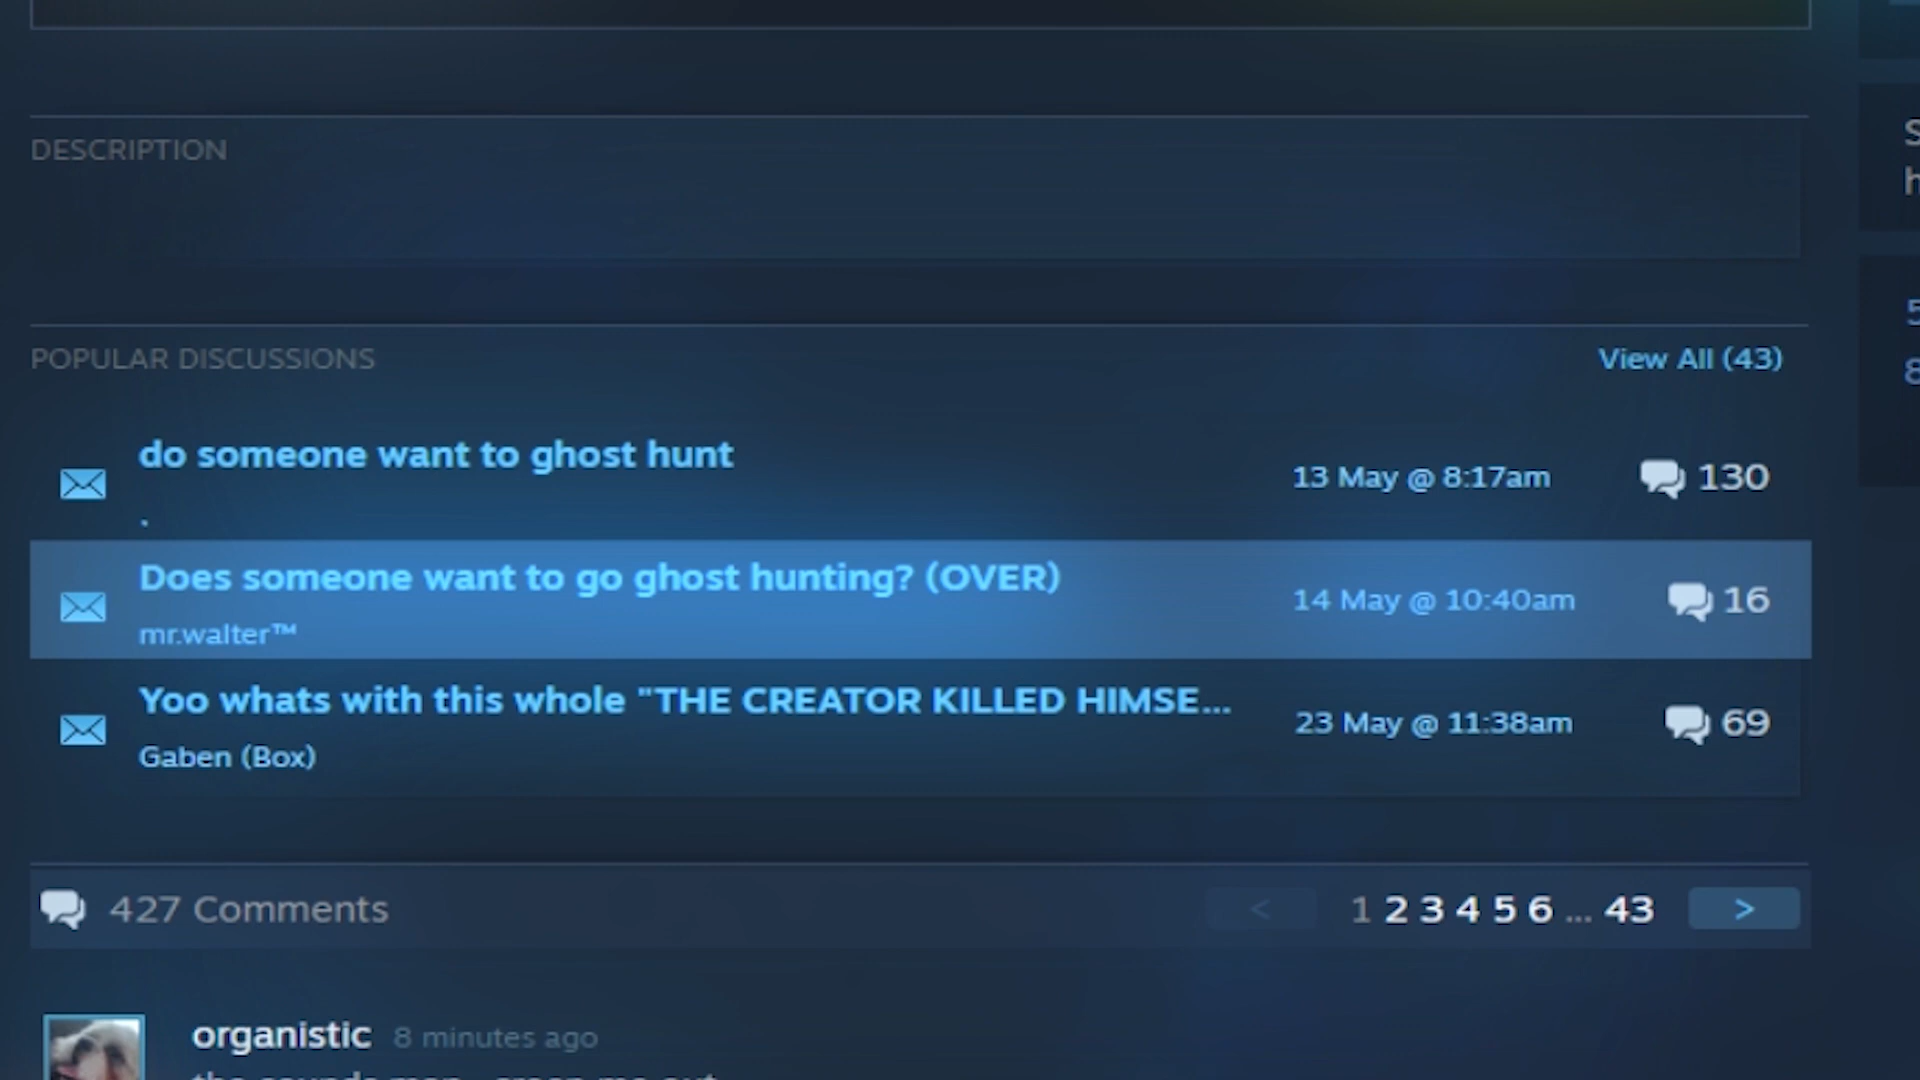 DESCRIPTION
POPULAR DISCUSSIONS
View All (43)
do someone want to ghost hunt
.
13 May @ 8:17am
130
Does someone want to go ghost hunting? (OVER)
mr.walter™
14 May @ 10:40am
16
Yoo whats with this whole "THE CREATOR KILLED HIMSE...
Gaben (Box)
23 May @ 11:38am
69
427 Comments
< 1 2 3 4 5 6 ... 43 >
organistic 8 minutes ago